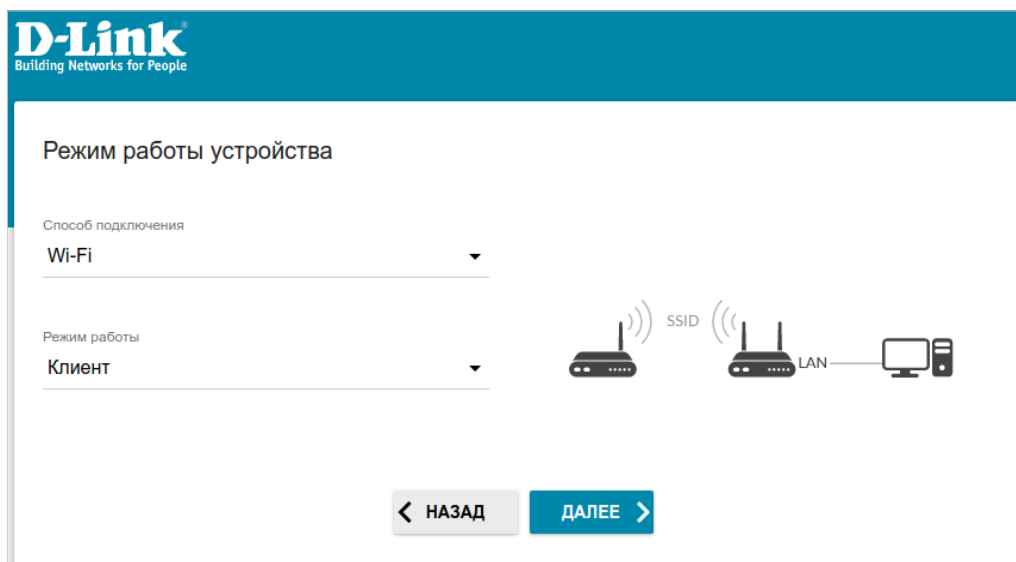 D-Link®
Building Networks for People
Режим работы устройства
Способ подключения
Wi-Fi
Режим работы
Клиент
SSID
LAN
НАЗАД
ДАЛЕЕ